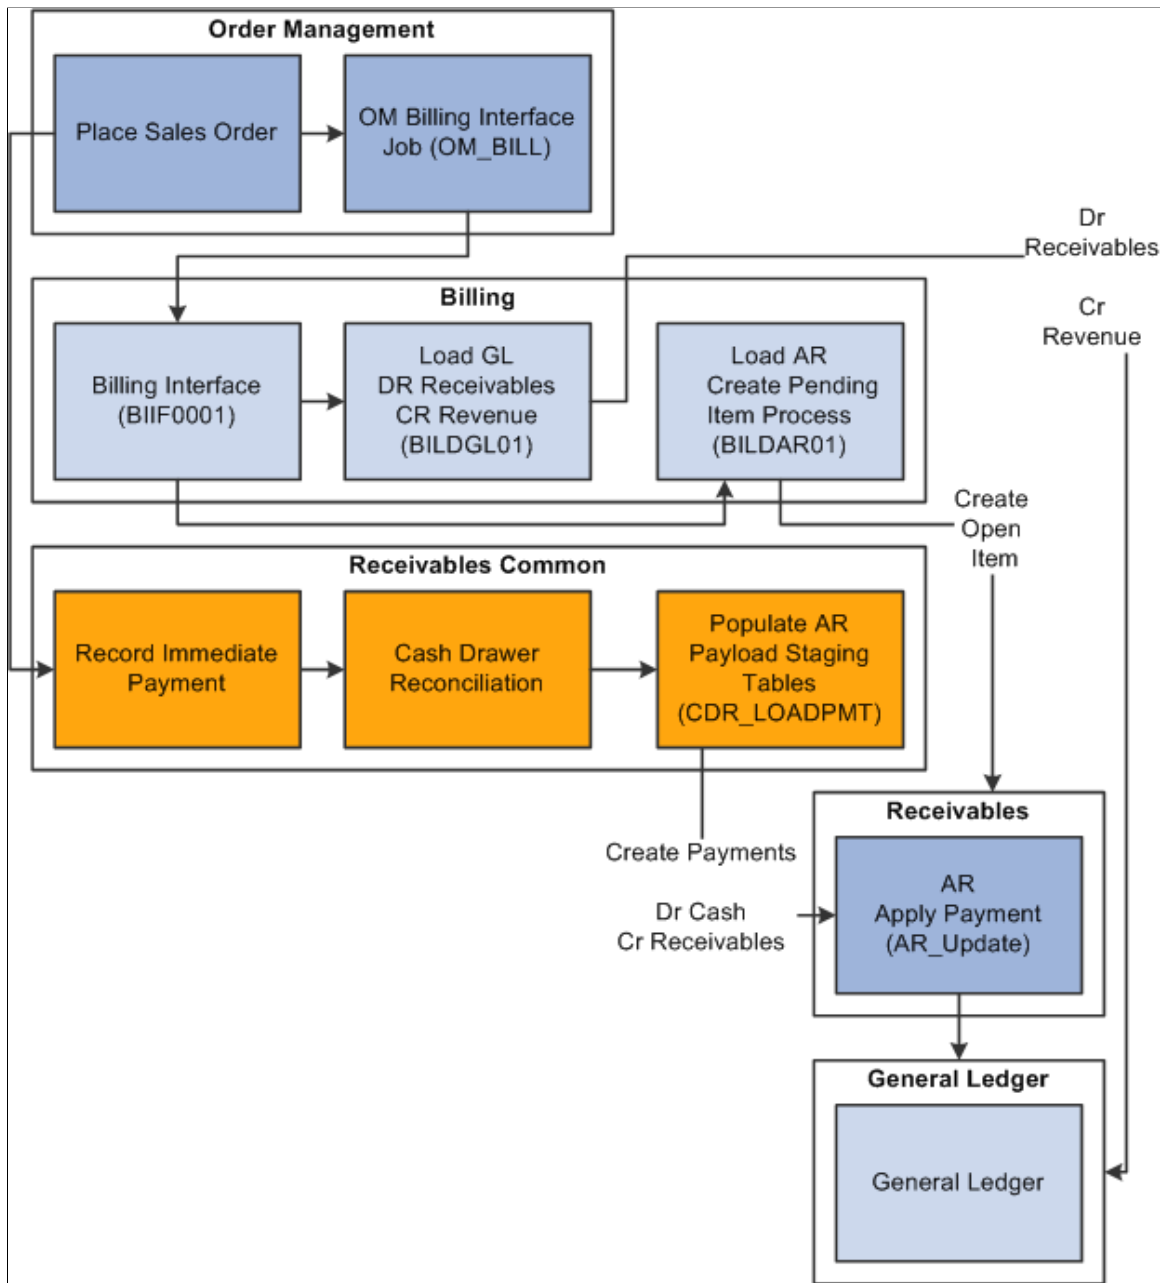 Order Management
Place Sales Order
OM Billing Interface
Job (OM_BILL)
Dr
Receivables
Cr
Revenue
Billing
Billing Interface
(BIIF0001)
Load GL
DR Receivables
CR Revenue
(BILDGL01)
Load AR
Create Pending
Item Process
(BILDAR01)
Create
Open
Item
Receivables Common
Record Immediate
Payment
Cash Drawer
Reconciliation
Populate AR
Payload Staging
Tables
(CDR_LOADPMT)
Create Payments
Dr Cash
Cr Receivables
Receivables
AR
Apply Payment
(AR_Update)
General Ledger
General Ledger